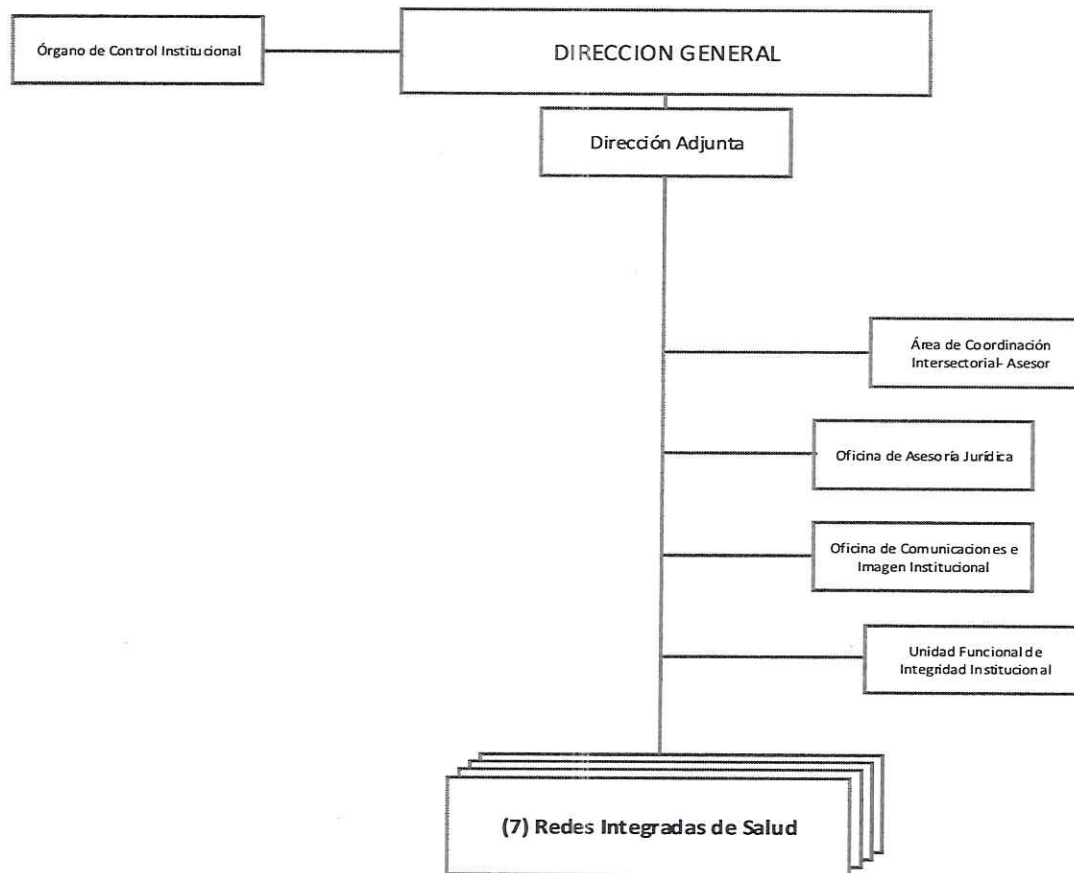 Órgano de Control Institucional
DIRECCION GENERAL
Dirección Adjunta
Área de Coordinación
Intersectorial- Asesor
Oficina de Asesoría Jurídica
Oficina de Comunicaciones e
Imagen Institucional
Unidad Funcional de
Integridad Institucional
(7) Redes Integradas de Salud